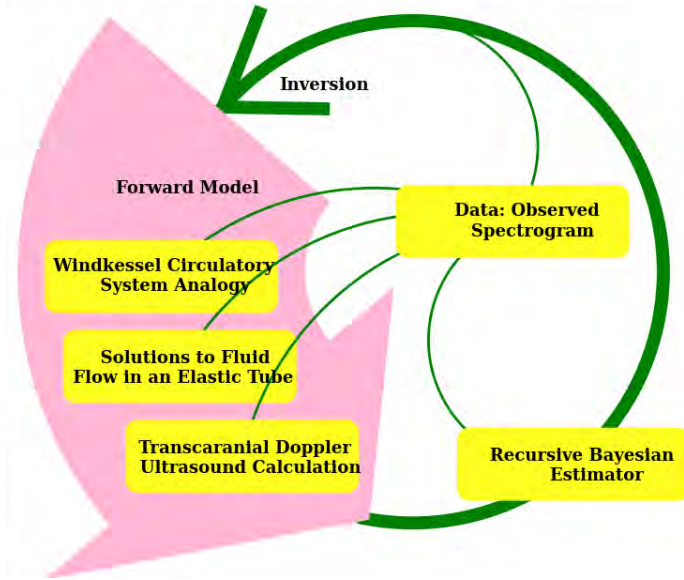 Inversion
Forward Model
Data: Observed
Spectrogram
Windkessel Circulatory
System Analogy
Solutions to Fluid
Flow in an Elastic Tube
Transcaranial Doppler
Ultrasound Calculation
Recursive Bayesian
Estimator